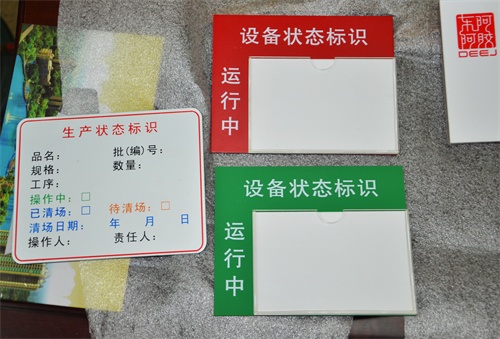 生产状态标识
品名： 批(编)号：
规格： 数量：
工序：
操作中：□
已清场：□ 待清场：□
清场日期： 年 月 日
操作人： 责任人：
设备状态标识
运行中
设备状态标识
运行中
东阿
阿胶
DEEJ